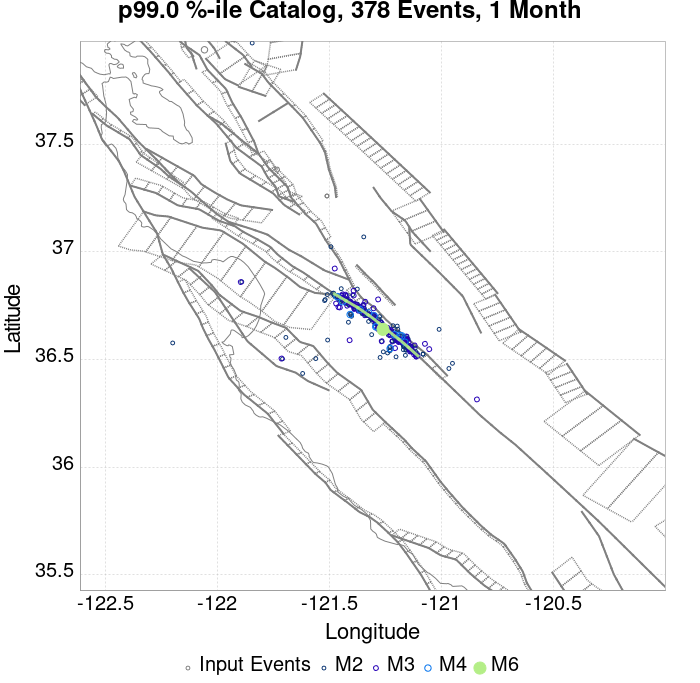 p99.0 %-ile Catalog, 378 Events, 1 Month
Latitude
37.5
37
36.5
36
35.5
-122.5 -122 -121.5 -121 -120.5
Longitude
Input Events M2 M3 M4 M6